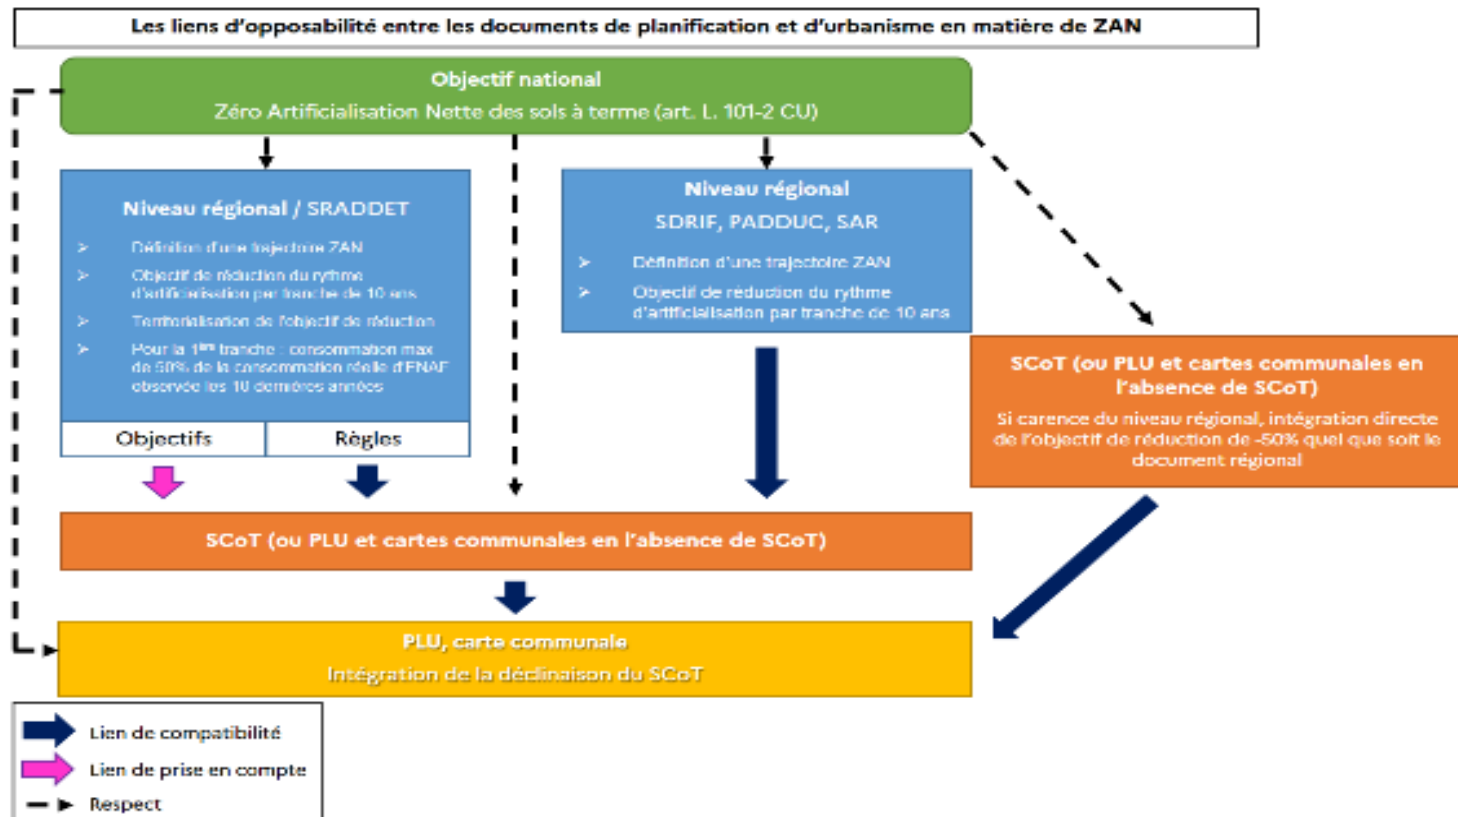 Les liens d'opposabilité entre les documents de planification et d'urbanisme en matière de ZAN
Objectif national
Zéro Artificialisation Nette des sols à terme (art. L. 101-2 CU)
Niveau régional / SRADDET
➢ Définition d'une trajectoire ZAN
➢ Objectif de réduction du rythme
d'artificialisation par tranche de 10 ans
➢ Territorialisation de l'objectif de réduction
➢ Pour la 1ère tranche : consommation max
de 50% de la consommation réelle d'ENAF
observée les 10 dernières années
Objectifs
Règles
Niveau régional
SDRIF, PADDUC, SAR
➢ Définition d'une trajectoire ZAN
➢ Objectif de réduction du rythme
d'artificialisation par tranche de 10 ans
SCoT (ou PLU et cartes communales en
l'absence de SCoT)
Si carence du niveau régional, intégration directe
de l'objectif de réduction de -50% quel que soit le
document régional
SCoT (ou PLU et cartes communales en l'absence de SCoT)
PLU, carte communale
Intégration de la déclinaison du SCoT
Lien de compatibilité
Lien de prise en compte
Respect